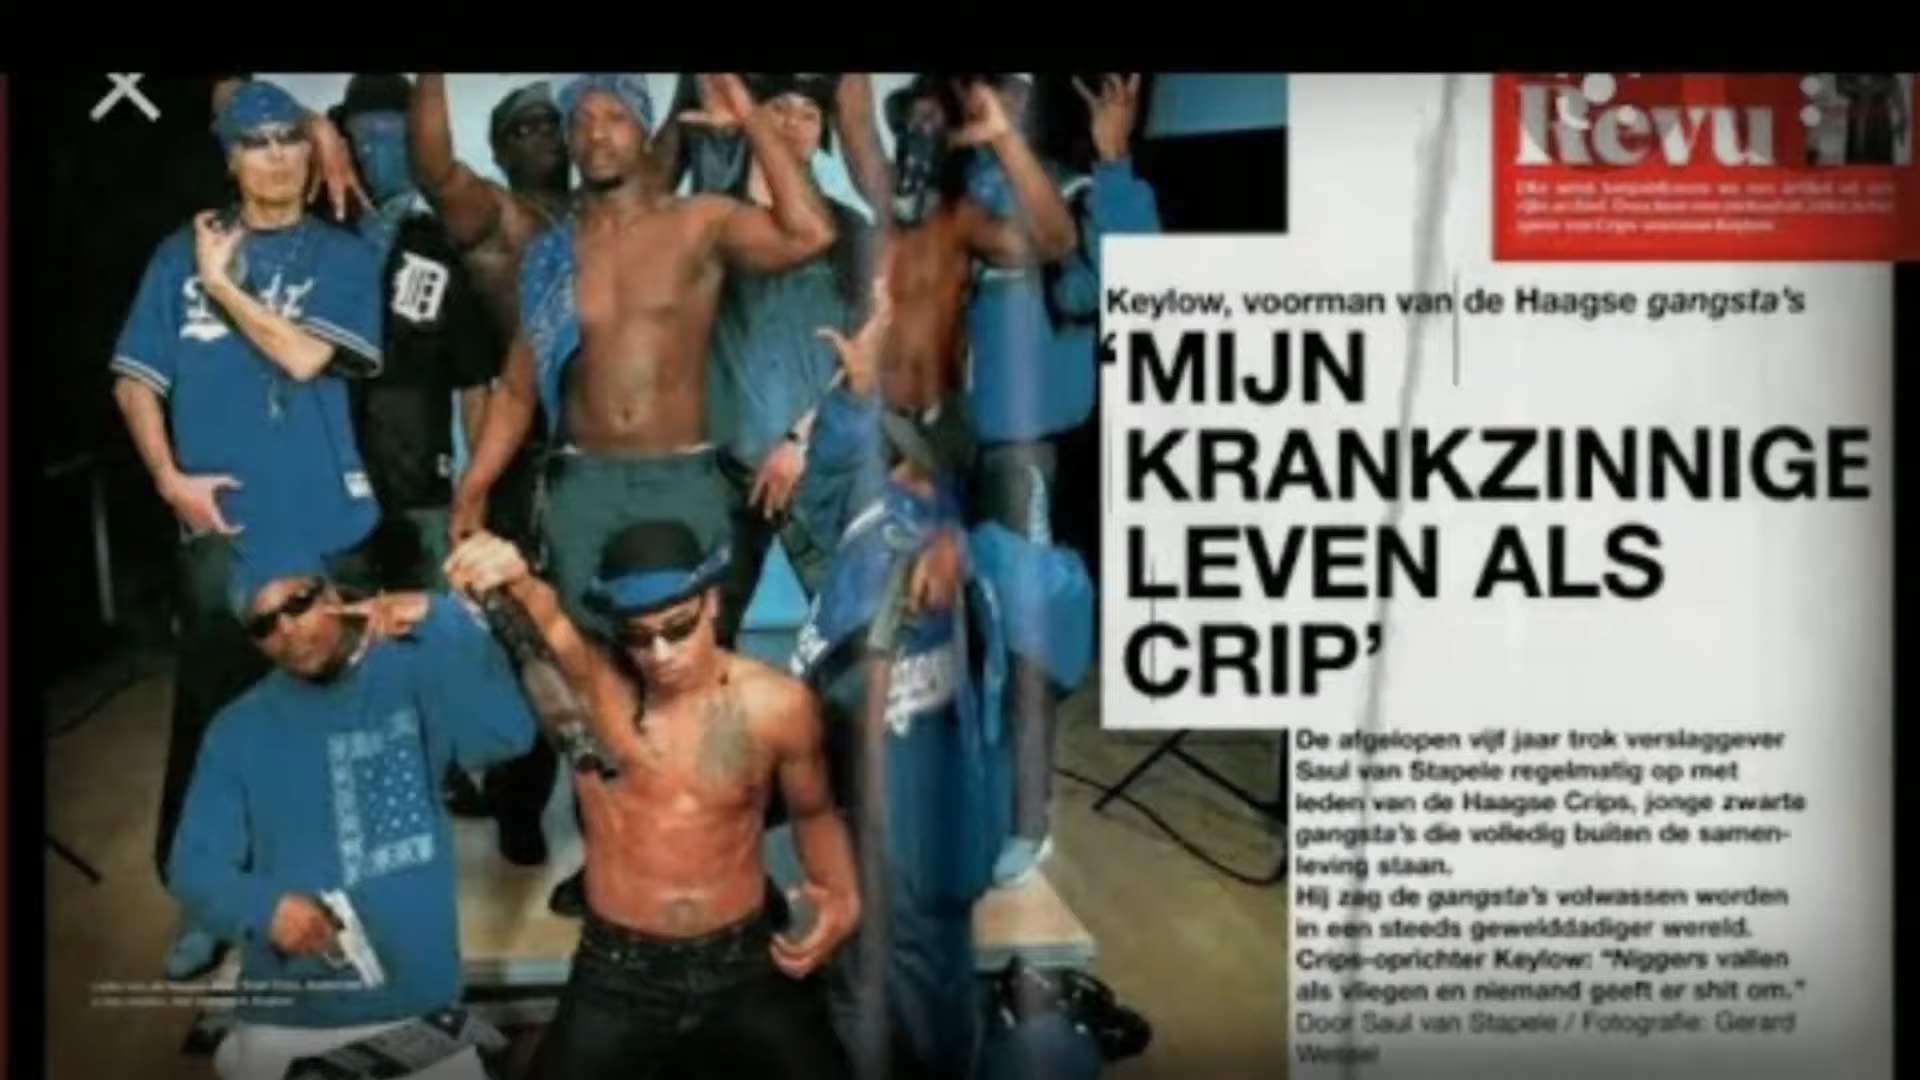 Revu
Keylow, voorman van de Haagse gangsta's
'MIJN
KRANKZINNIGE
LEVEN ALS
CRIP'
De afgelopen vijf jaar trok verslaggever
Saul van Stapele regelmatig op met
leden van de Haagse Crips, jonge zwarte
gangsta's die volledig buiten de samen-
leving staan.
Hij zag de gangsta's volwassen worden
in een steeds gewelddadiger wereld.
Crips-oprichter Keylow: "Niggers vallen
als vliegen en niemand geeft er shit om."
Door Saul van Stapele / Fotografie: Gerard
Wessel